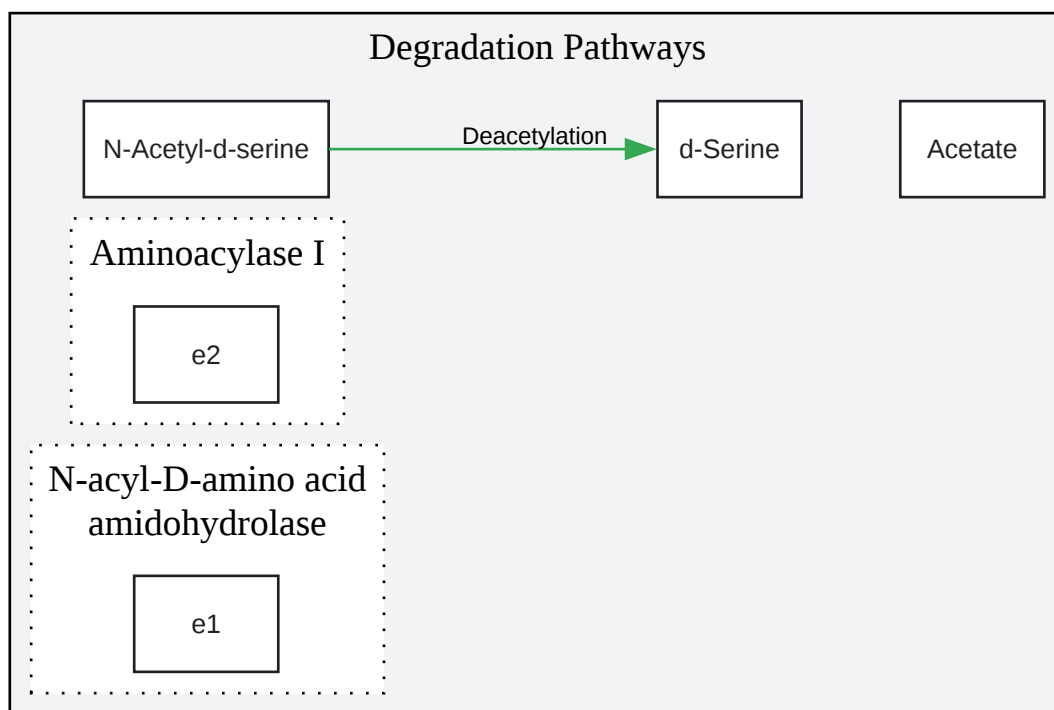 Degradation Pathways
N-Acetyl-d-serine
Deacetylation
d-Serine
Acetate
Aminoacylase I
e2
N-acyl-D-amino acid
amidohydrolase
e1